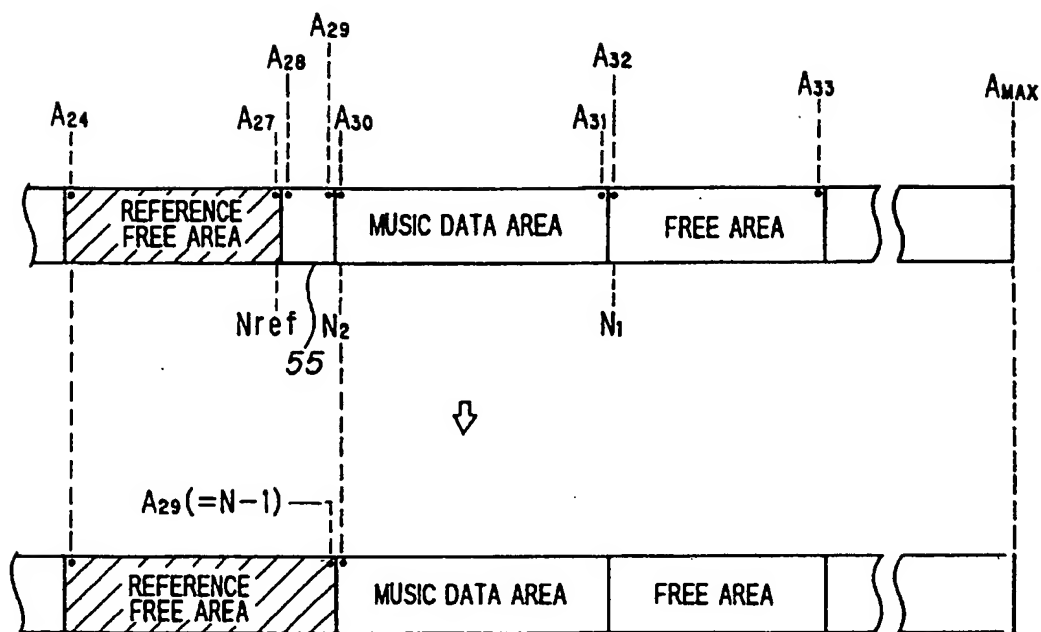 A29
A28
A32
A33
AMAX
A24
A27
A30
A31
REFERENCE
FREE AREA
MUSIC DATA AREA
FREE AREA
Nref
N2
N1
55
A29(=N-1)
REFERENCE
FREE AREA
MUSIC DATA AREA
FREE AREA